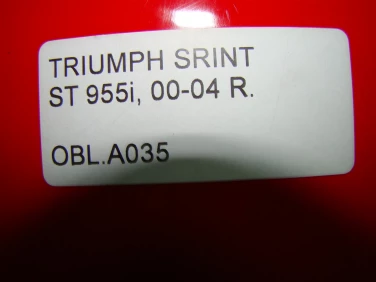 TRIUMPH SRINT
ST 955i, 00-04 R.
OBL.A035